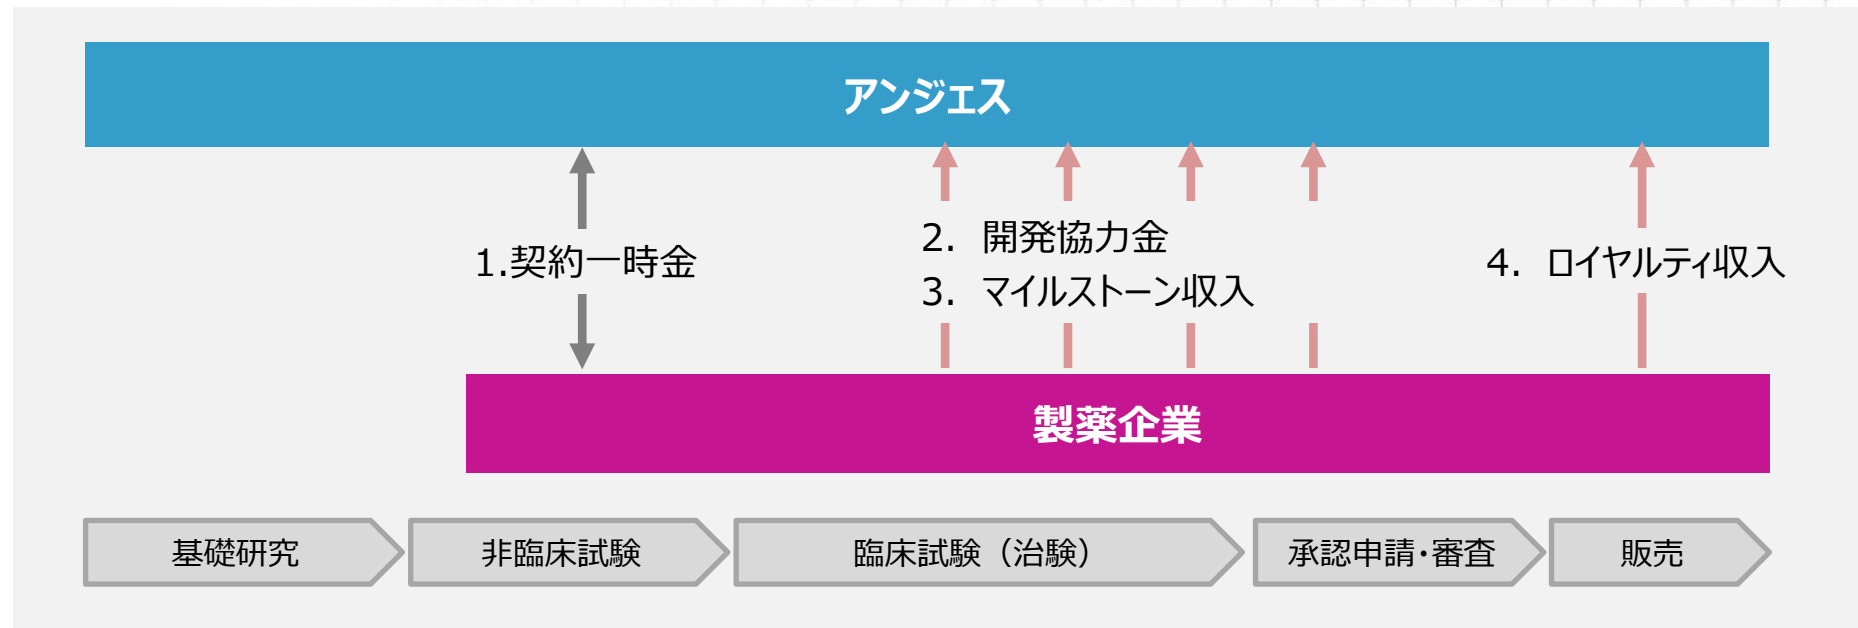 アンジェス
1.契約一時金
2. 開発協力金
3. マイルストーン収入
4. ロイヤルティ収入
製薬企業
基礎研究
非臨床試験
臨床試験（治験）
承認申請・審査
販売